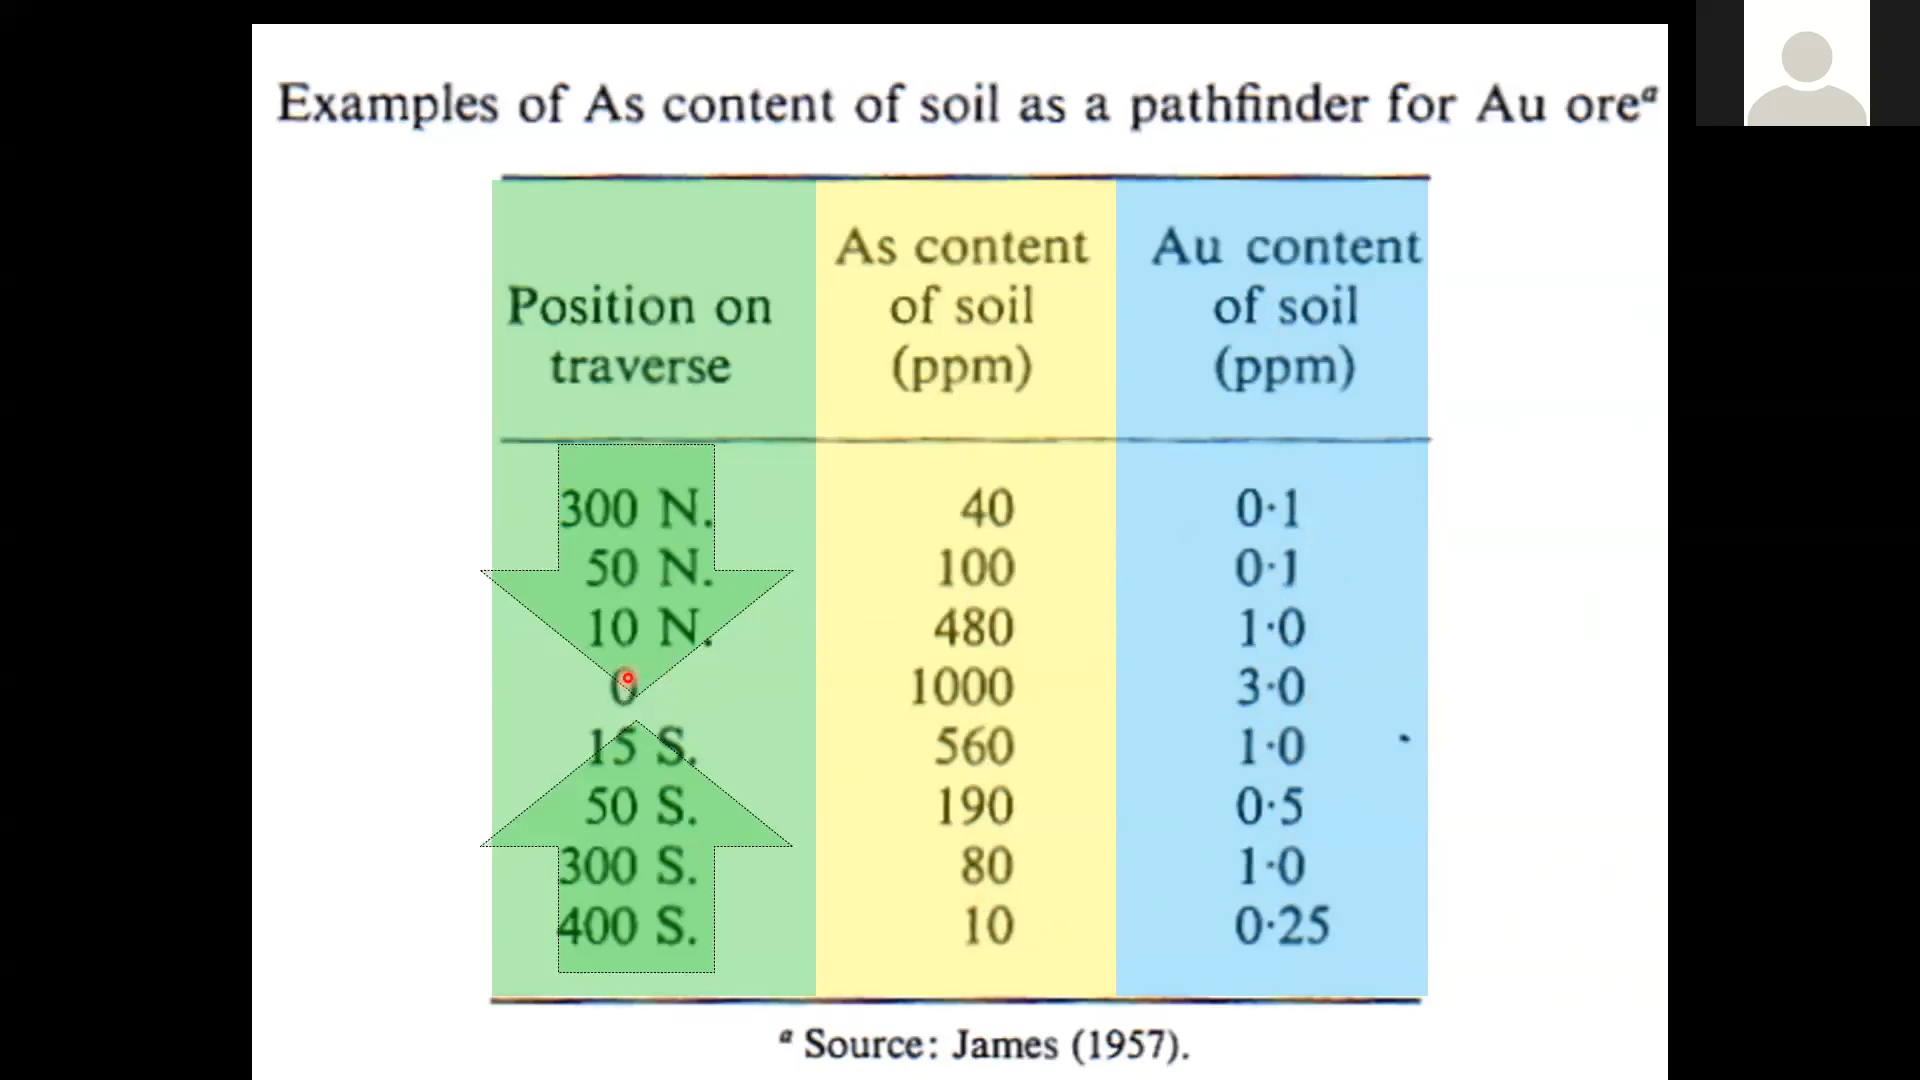 Examples of As content of soil as a pathfinder for Au ore^a
Position on traverse
As content of soil (ppm)
Au content of soil (ppm)
300 N. 40 0·1
50 N. 100 0·1
10 N. 480 1·0
0 1000 3·0
15 S. 560 1·0
50 S. 190 0·5
300 S. 80 1·0
400 S. 10 0·25
^a Source: James (1957).